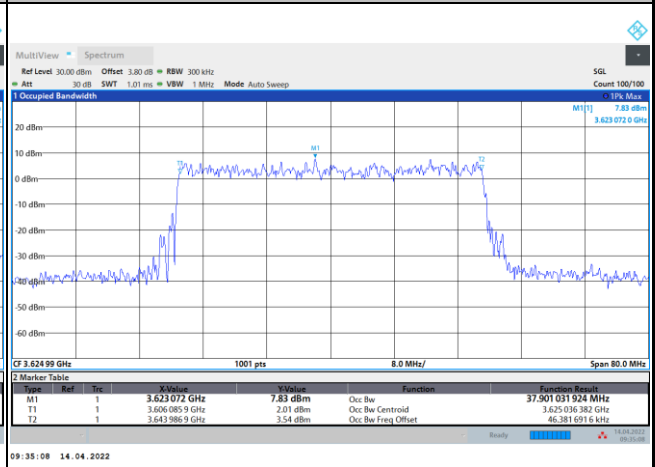 MultiView Spectrum
Ref Level 30.00 dBm Offset 3.80 dB RBW 300 kHz SGL
Att 30 dB SWT 1.01 ms VBW 1 MHz Mode Auto Sweep Count 100/100
1 Occupied Bandwidth 1Pk Max
M1[1] 7.83 dBm
3.623 072 0 GHz
20 dBm
M1
10 dBm
T1 T2
0 dBm
-10 dBm
-20 dBm
-30 dBm
-40 dBm
-50 dBm
-60 dBm
CF 3.624 99 GHz 1001 pts 8.0 MHz/ Span 80.0 MHz
2 Marker Table
Type Ref Trc X-Value Y-Value Function Function Result
M1 1 3.623 072 GHz 7.83 dBm Occ Bw 37.901 031 924 MHz
T1 1 3.606 085 9 GHz 2.01 dBm Occ Bw Centroid 3.625 036 382 GHz
T2 1 3.643 986 9 GHz 3.54 dBm Occ Bw Freq Offset 46.381 691 6 kHz
Ready 14.04.2022
09:35:08
09:35:08 14.04.2022